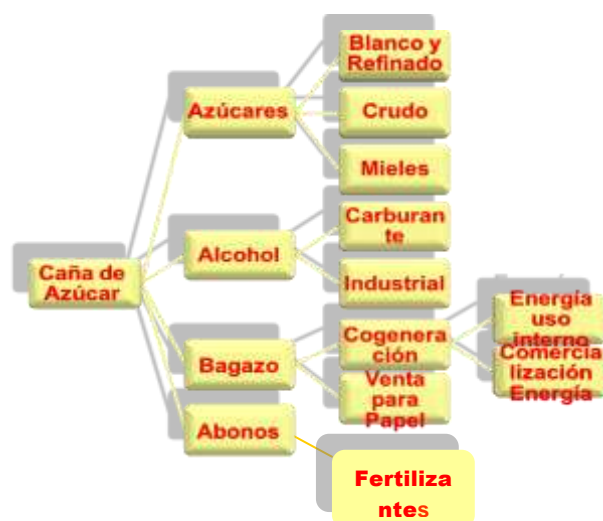 Blanco y
Refinado
Azúcares
Crudo
Mieles
Carburan
te
Alcohol
Industrial
Caña de
Azúcar
Energía
uso
interno
Cogenera
ción
Bagazo
Comercia
lización
Energía
Venta
para
Papel
Abonos
Fertiliza
ntes